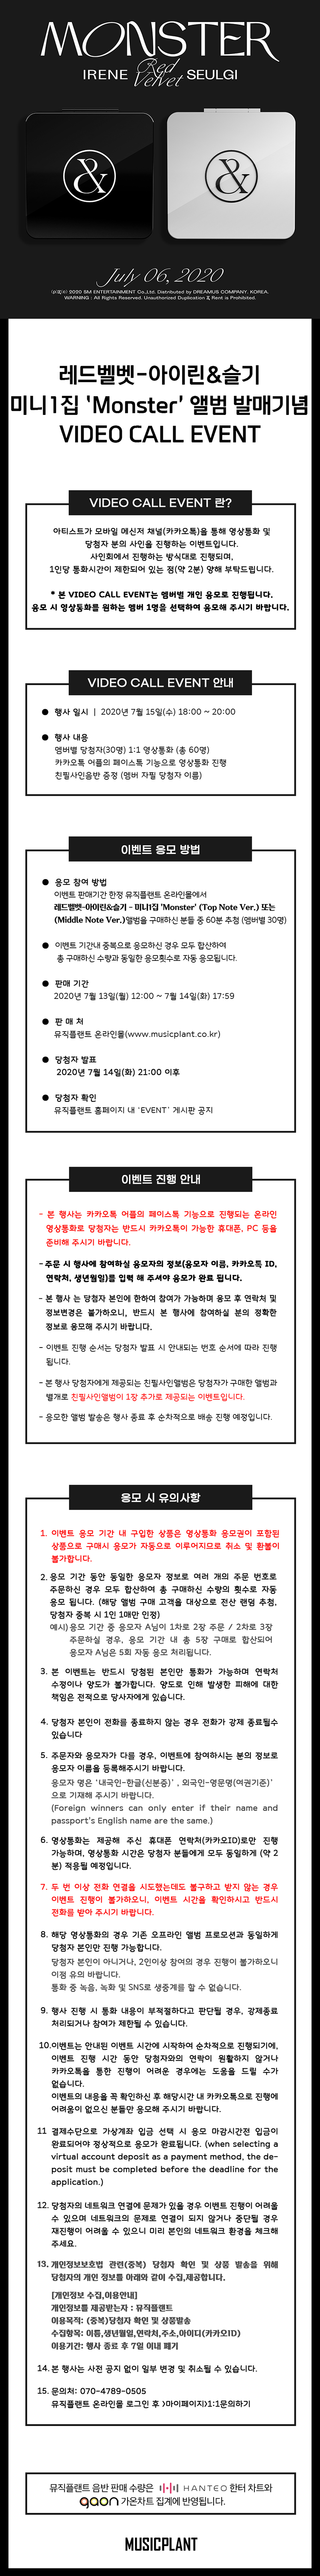 MONSTER
IRENE Red Velvet SEULGI
&
&
July 06, 2020
2020 SM ENTERTAINMENT Co.,Ltd. Distributed by DREAMUS COMPANY. KOREA.
WARNING : All Rights Reserved. Unauthorized Duplication & Rent is Prohibited.
레드벨벳-아이린&슬기
미니1집 ‘Monster’ 앨범 발매기념
VIDEO CALL EVENT
VIDEO CALL EVENT 란?
아티스트가 모바일 메신저 채널(카카오톡)을 통해 영상통화 및
당첨자 분의 사인을 진행하는 이벤트입니다.
사인회에서 진행하는 방식대로 진행되며,
1인당 통화시간이 제한되어 있는 점(약 2분) 양해 부탁드립니다.
* 본 VIDEO CALL EVENT는 멤버별 개인 응모로 진행됩니다.
응모 시 영상통화를 원하는 멤버 1명을 선택하여 응모해 주시기 바랍니다.
VIDEO CALL EVENT 안내
● 행사 일시 | 2020년 7월 15일(수) 18:00 ~ 20:00
● 행사 내용
멤버별 당첨자(30명) 1:1 영상통화 (총 60명)
카카오톡 어플의 페이스톡 기능으로 영상통화 진행
친필사인음반 증정 (멤버 자필 당첨자 이름)
이벤트 응모 방법
● 응모 참여 방법
이벤트 판매기간 한정 뮤직플랜트 온라인몰에서
레드벨벳-아이린&슬기 - 미니1집 'Monster' (Top Note Ver.) 또는
(Middle Note Ver.)앨범을 구매하신 분들 중 60분 추첨 (멤버별 30명)
● 이벤트 기간내 중복으로 응모하신 경우 모두 합산하여
총 구매하신 수량과 동일한 응모횟수로 자동 응모됩니다.
● 판매 기간
2020년 7월 13일(월) 12:00 ~ 7월 14일(화) 17:59
● 판 매 처
뮤직플랜트 온라인몰(www.musicplant.co.kr)
● 당첨자 발표
2020년 7월 14일(화) 21:00 이후
● 당첨자 확인
뮤직플랜트 홈페이지 내 ‘EVENT’ 게시판 공지
이벤트 진행 안내
- 본 행사는 카카오톡 어플의 페이스톡 기능으로 진행되는 온라인
영상통화로 당첨자는 반드시 카카오톡이 가능한 휴대폰, PC 등을
준비해 주시기 바랍니다.
- 주문 시 행사에 참여하실 응모자의 정보(응모자 이름, 카카오톡 ID,
연락처, 생년월일)를 입력 해 주셔야 응모가 완료 됩니다.
- 본 행사 는 당첨자 본인에 한하여 참여가 가능하며 응모 후 연락처 및
정보변경은 불가하오니, 반드시 본 행사에 참여하실 분의 정확한
정보로 응모해 주시기 바랍니다.
- 이벤트 진행 순서는 당첨자 발표 시 안내되는 번호 순서에 따라 진행
됩니다.
- 본 행사 당첨자에게 제공되는 친필사인앨범은 당첨자가 구매한 앨범과
별개로 친필사인앨범이 1장 추가로 제공되는 이벤트입니다.
- 응모한 앨범 발송은 행사 종료 후 순차적으로 배송 진행 예정입니다.
응모 시 유의사항
1. 이벤트 응모 기간 내 구입한 상품은 영상통화 응모권이 포함된
상품으로 구매시 응모가 자동으로 이루어지므로 취소 및 환불이
불가합니다.
2. 응모 기간 동안 동일한 응모자 정보로 여러 개의 주문 번호로
주문하신 경우 모두 합산하여 총 구매하신 수량의 횟수로 자동
응모 됩니다. (해당 앨범 구매 고객을 대상으로 전산 랜덤 추첨,
당첨자 중복 시 1인 1매만 인정)
예시) 응모 기간 중 응모자 A님이 1차로 2장 주문 / 2차로 3장
주문하실 경우, 응모 기간 내 총 5장 구매로 합산되어
응모자 A님은 5회 자동 응모 처리됩니다.
3. 본 이벤트는 반드시 당첨된 본인만 통화가 가능하며 연락처
수정이나 양도가 불가합니다. 양도로 인해 발생한 피해에 대한
책임은 전적으로 당사자에게 있습니다.
4. 당첨자 본인이 전화를 종료하지 않는 경우 전화가 강제 종료될수
있습니다
5. 주문자와 응모자가 다를 경우, 이벤트에 참여하시는 분의 정보로
응모자 이름을 등록해주시기 바랍니다.
응모자 명은 ‘내국인-한글(신분증)’ , 외국인-영문명(여권기준)’
으로 기재해 주시기 바랍니다.
(Foreign winners can only enter if their name and
passport's English name are the same.)
6. 영상통화는 제공해 주신 휴대폰 연락처(카카오ID)로만 진행
가능하며, 영상통화 시간은 당첨자 분들에게 모두 동일하게 (약 2
분) 적용될 예정입니다.
7. 두 번 이상 전화 연결을 시도했는데도 불구하고 받지 않는 경우
이벤트 진행이 불가하오니, 이벤트 시간을 확인하시고 반드시
전화를 받아 주시기 바랍니다.
8. 해당 영상통화의 경우 기존 오프라인 앨범 프로모션과 동일하게
당첨자 본인만 진행 가능합니다.
당첨자 본인이 아니거나, 2인이상 참여의 경우 진행이 불가하오니
이점 유의 바랍니다.
통화 중 녹음, 녹화 및 SNS로 생중계를 할 수 없습니다.
9. 행사 진행 시 통화 내용이 부적절하다고 판단될 경우, 강제종료
처리되거나 참여가 제한될 수 있습니다.
10.이벤트는 안내된 이벤트 시간에 시작하여 순차적으로 진행되기에,
이벤트 진행 시간 동안 당첨자와의 연락이 원활하지 않거나
카카오톡을 통한 진행이 어려운 경우에는 도움을 드릴 수가
없습니다.
이벤트의 내용을 꼭 확인하신 후 해당시간 내 카카오톡으로 진행에
어려움이 없으신 분들만 응모해 주시기 바랍니다.
11 결제수단으로 가상계좌 입금 선택 시 응모 마감시간전 입금이
완료되어야 정상적으로 응모가 완료됩니다. (when selecting a
virtual account deposit as a payment method, the de-
posit must be completed before the deadline for the
application.)
12. 당첨자의 네트워크 연결에 문제가 있을 경우 이벤트 진행이 어려울
수 있으며 네트워크의 문제로 연결이 되지 않거나 중단될 경우
재진행이 어려울 수 있으니 미리 본인의 네트워크 환경을 체크해
주세요.
13. 개인정보보호법 관련(중복) 당첨자 확인 및 상품 발송을 위해
당첨자의 개인 정보를 아래와 같이 수집,제공합니다.
[개인정보 수집,이용안내]
개인정보를 제공받는자 : 뮤직플랜트
이용목적: (중복)당첨자 확인 및 상품발송
수집항목: 이름,생년월일,연락처,주소,아이디(카카오ID)
이용기간: 행사 종료 후 7일 이내 폐기
14. 본 행사는 사전 공지 없이 일부 변경 및 취소될 수 있습니다.
15. 문의처: 070-4789-0505
뮤직플랜트 온라인몰 로그인 후 >마이페이지>1:1문의하기
뮤직플랜트 음반 판매 수량은 HANTEO 한터 차트와
gaon 가온차트 집계에 반영됩니다.
MUSICPLANT